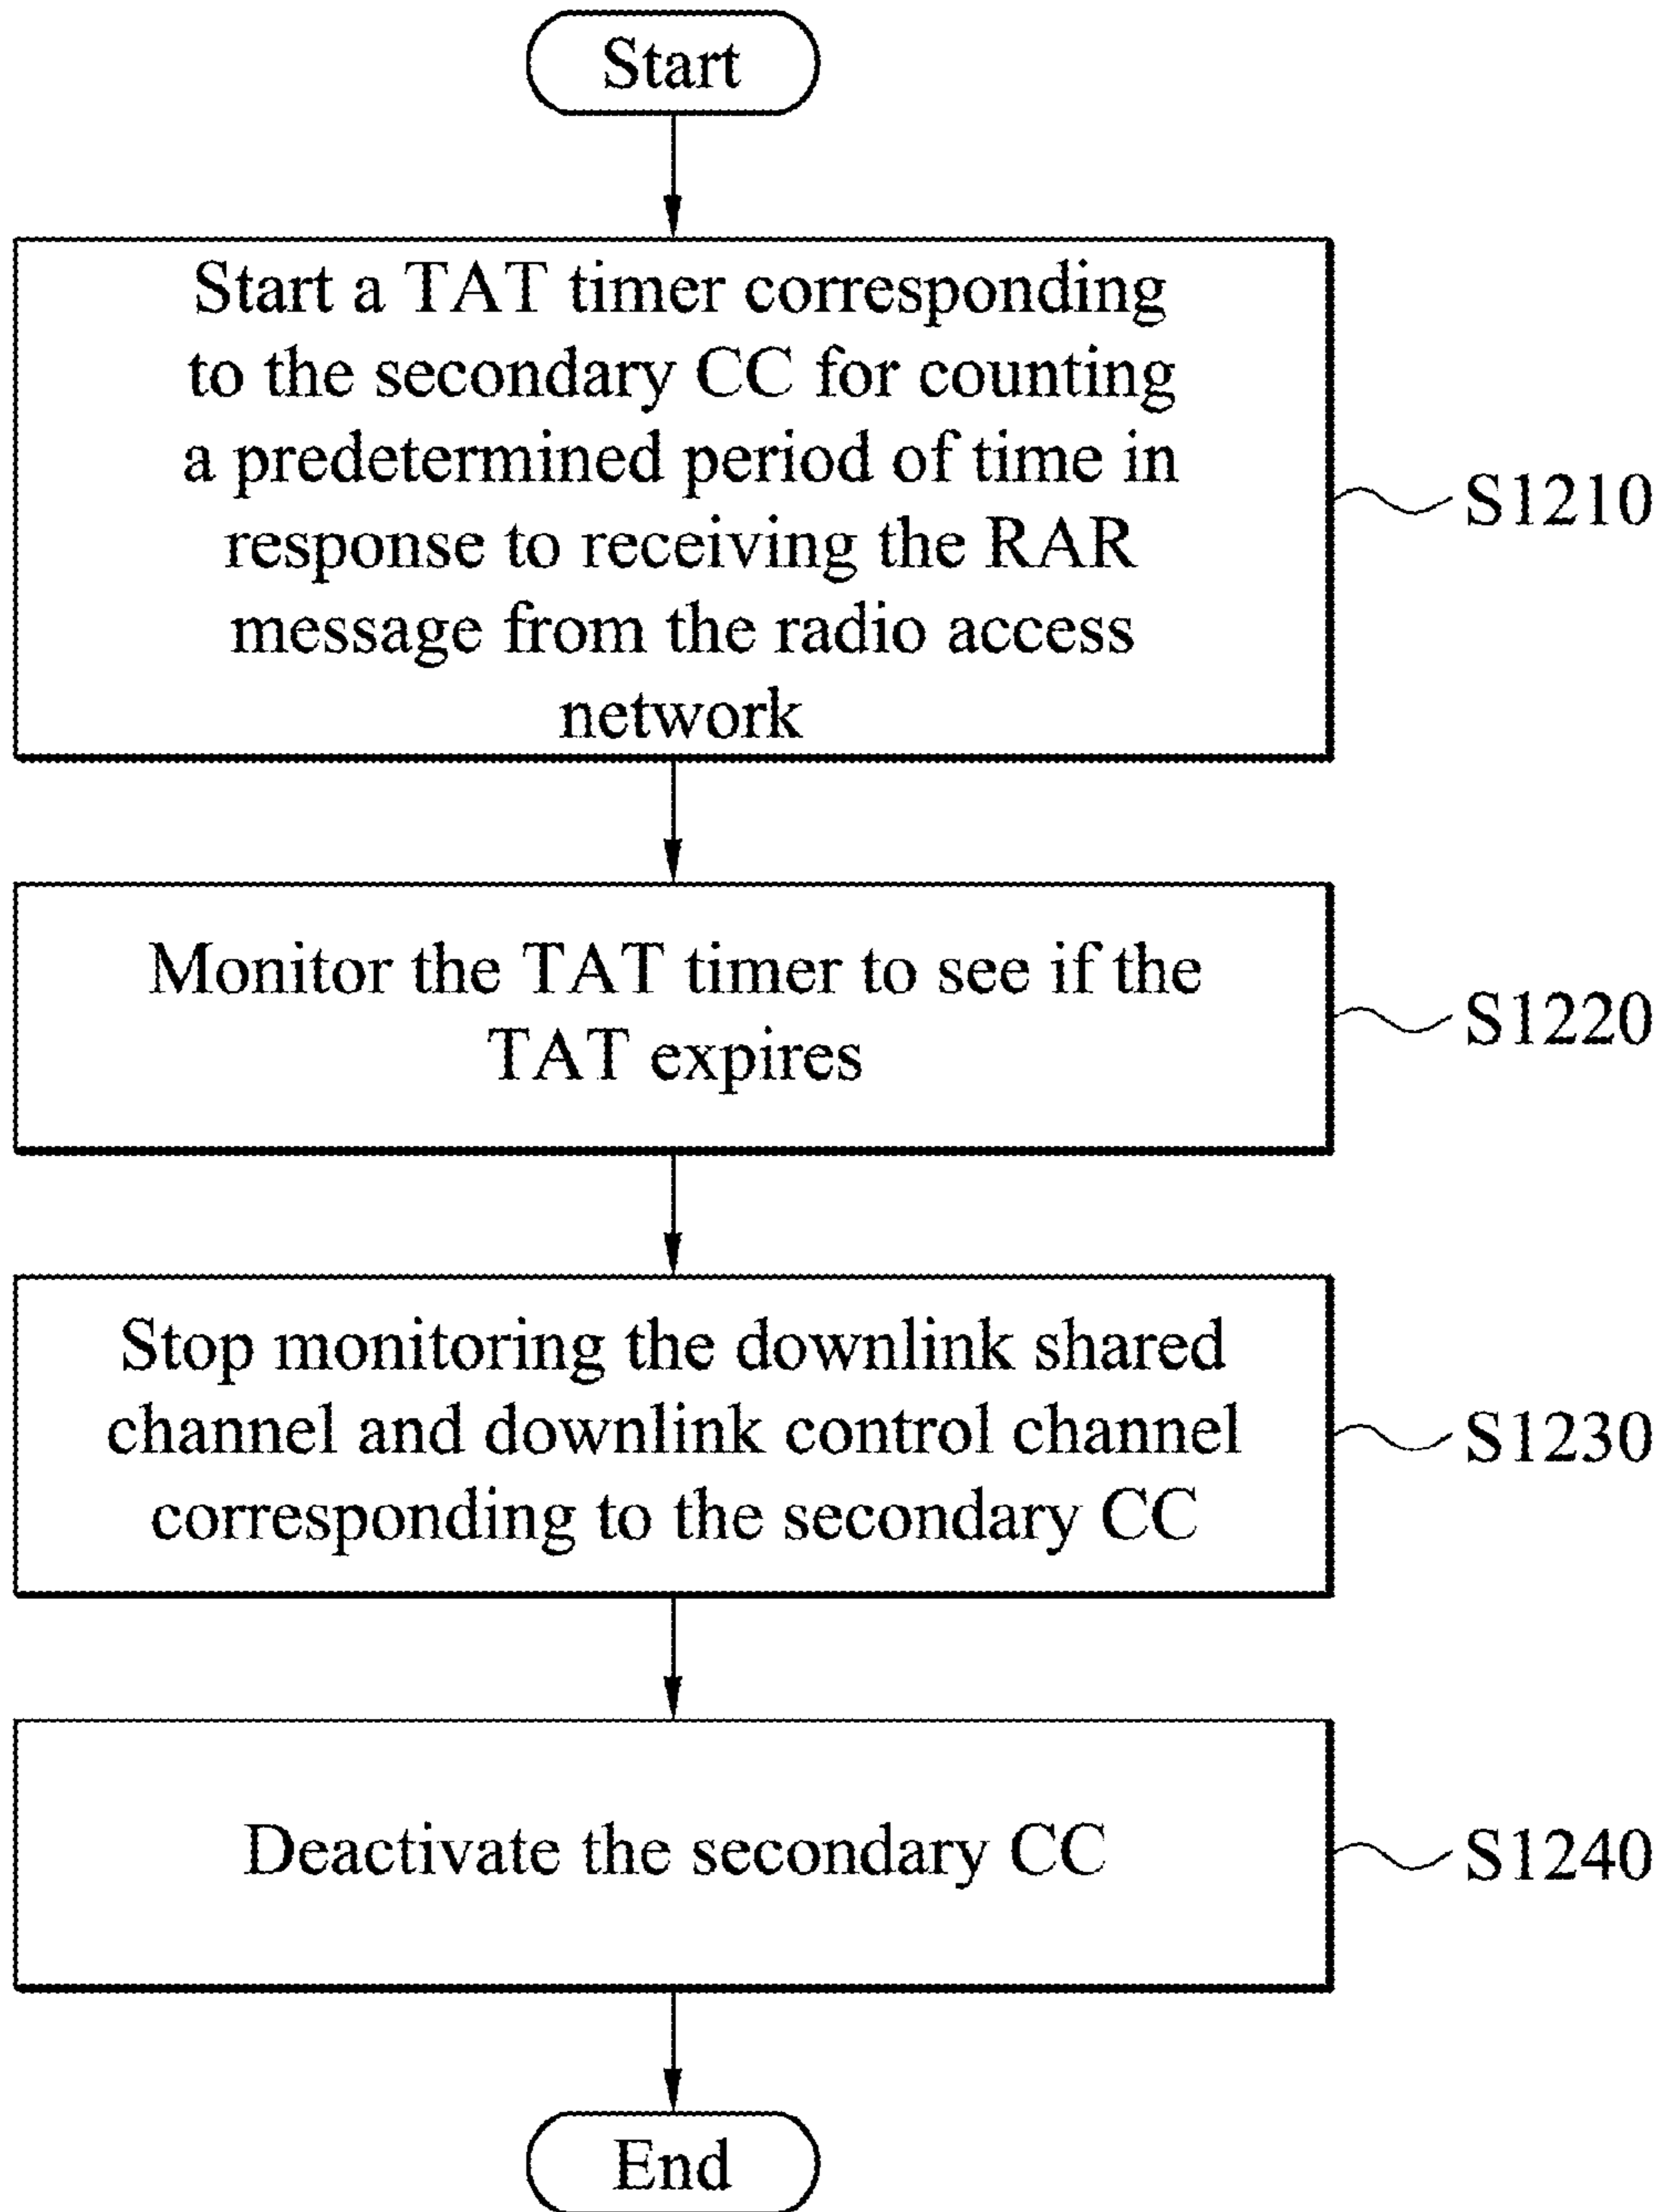 Start
Start a TAT timer corresponding
to the secondary CC for counting
a predetermined period of time in
response to receiving the RAR
message from the radio access
network
S1210
Monitor the TAT timer to see if the
TAT expires
S1220
Stop monitoring the downlink shared
channel and downlink control channel
corresponding to the secondary CC
S1230
Deactivate the secondary CC
S1240
End